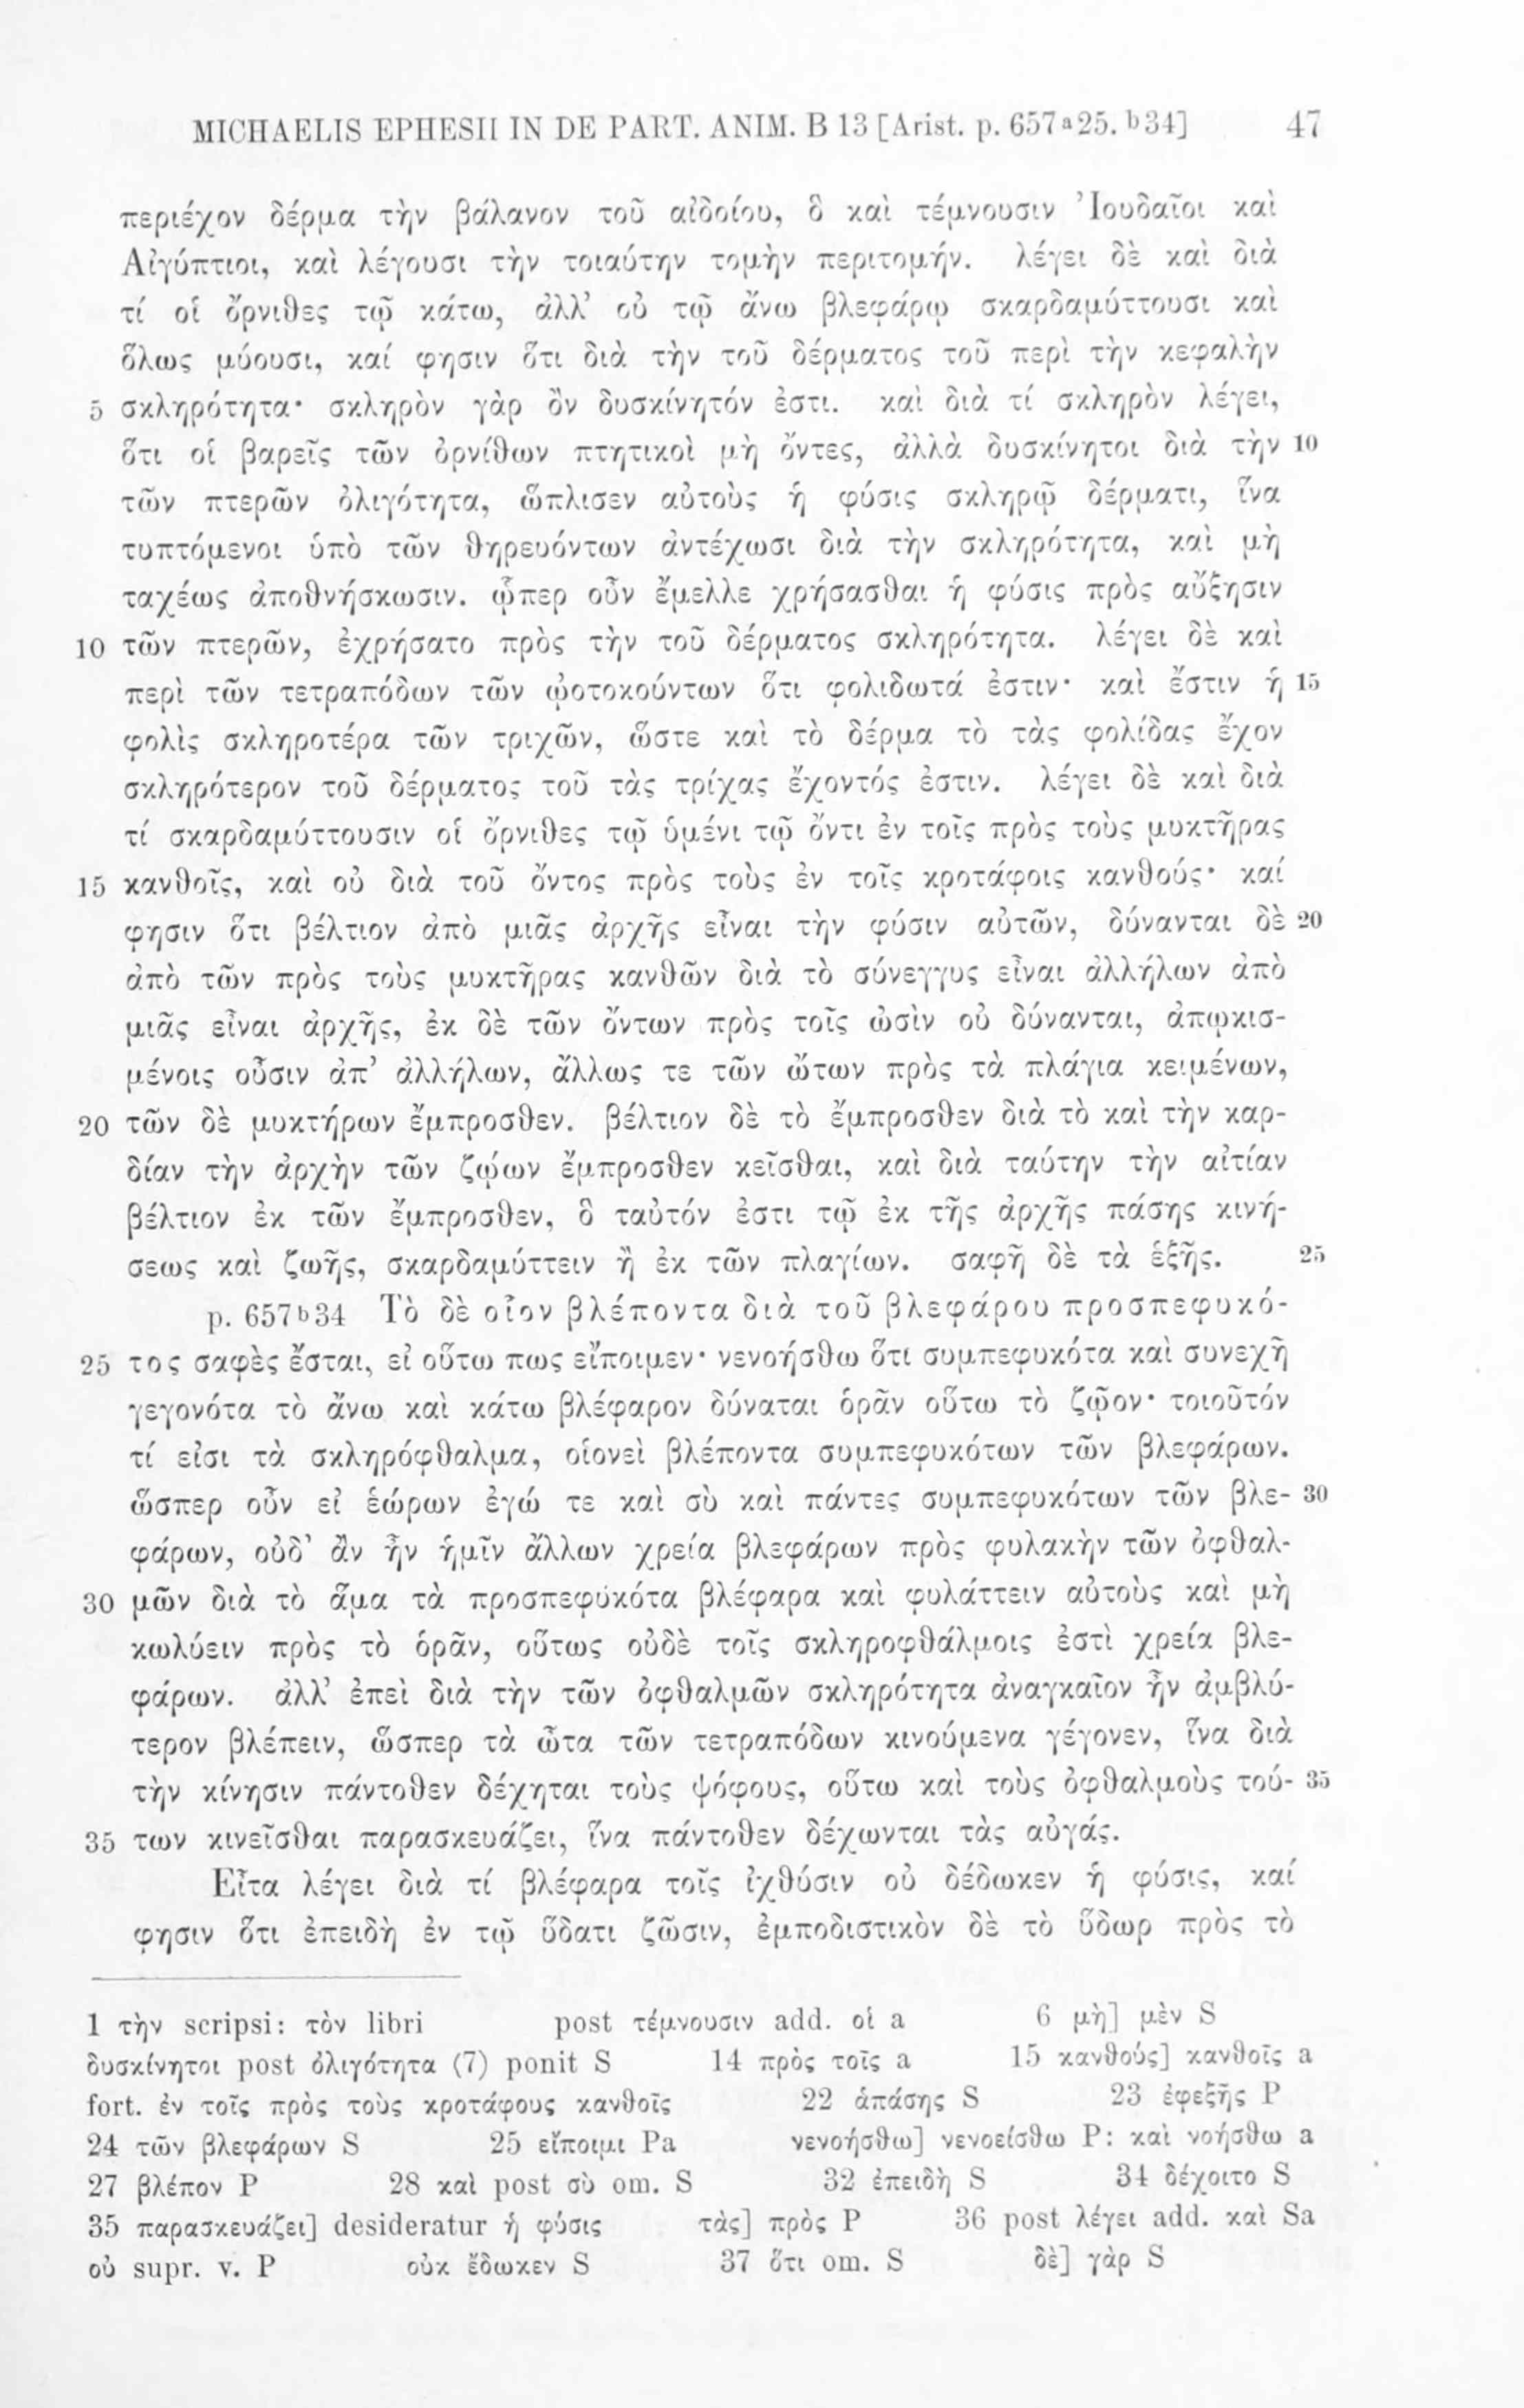 MICHAELIS EPHESII IN DE PART. ANIM. B 13 [Arist. p. 657ᵃ25. ᵇ34] 47
περιέχον δέρμα τὴν βάλανον τοῦ αἰδοίου, ὃ καὶ τέμνουσιν Ἰουδαῖοι καὶ
Αἰγύπτιοι, καὶ λέγουσι τὴν τοιαύτην τομὴν περιτομήν. λέγει δὲ καὶ διὰ
τί οἱ ὄρνιθες τῷ κάτω, ἀλλ’ οὐ τῷ ἄνω βλεφάρῳ σκαρδαμύττουσι καὶ
ὅλως μύουσι, καί φησιν ὅτι διὰ τὴν τοῦ δέρματος τοῦ περὶ τὴν κεφαλὴν
5 σκληρότητα· σκληρὸν γὰρ ὂν δυσκίνητόν ἐστι. καὶ διὰ τί σκληρὸν λέγει,
ὅτι οἱ βαρεῖς τῶν ὀρνίθων πτητικοὶ μὴ ὄντες, ἀλλὰ δυσκίνητοι διὰ τὴν 10
τῶν πτερῶν ὀλιγότητα, ὥπλισεν αὐτοὺς ἡ φύσις σκληρῷ δέρματι, ἵνα
τυπτόμενοι ὑπὸ τῶν θηρευόντων ἀντέχωσι διὰ τὴν σκληρότητα, καὶ μὴ
ταχέως ἀποθνήσκωσιν. ᾧπερ οὖν ἔμελλε χρήσασθαι ἡ φύσις πρὸς αὔξησιν
10 τῶν πτερῶν, ἐχρήσατο πρὸς τὴν τοῦ δέρματος σκληρότητα. λέγει δὲ καὶ
περὶ τῶν τετραπόδων τῶν ᾠοτοκούντων ὅτι φολιδωτά ἐστιν· καὶ ἔστιν ἡ 15
φολὶς σκληροτέρα τῶν τριχῶν, ὥστε καὶ τὸ δέρμα τὸ τὰς φολίδας ἔχον
σκληρότερον τοῦ δέρματος τοῦ τὰς τρίχας ἔχοντός ἐστιν. λέγει δὲ καὶ διὰ
τί σκαρδαμύττουσιν οἱ ὄρνιθες τῷ ὑμένι τῷ ὄντι ἐν τοῖς πρὸς τοὺς μυκτῆρας
15 κανθοῖς, καὶ οὐ διὰ τοῦ ὄντος πρὸς τοὺς ἐν τοῖς κροτάφοις κανθούς· καί
φησιν ὅτι βέλτιον ἀπὸ μιᾶς ἀρχῆς εἶναι τὴν φύσιν αὐτῶν, δύνανται δὲ 20
ἀπὸ τῶν πρὸς τοὺς μυκτῆρας κανθῶν διὰ τὸ σύνεγγυς εἶναι ἀλλήλων ἀπὸ
μιᾶς εἶναι ἀρχῆς, ἐκ δὲ τῶν ὄντων πρὸς τοῖς ὠσὶν οὐ δύνανται, ἀπῳκισ-
μένοις οὖσιν ἀπ’ ἀλλήλων, ἄλλως τε τῶν ὤτων πρὸς τὰ πλάγια κειμένων,
20 τῶν δὲ μυκτήρων ἔμπροσθεν. βέλτιον δὲ τὸ ἔμπροσθεν διὰ τὸ καὶ τὴν καρ-
δίαν τὴν ἀρχὴν τῶν ζῴων ἔμπροσθεν κεῖσθαι, καὶ διὰ ταύτην τὴν αἰτίαν
βέλτιον ἐκ τῶν ἔμπροσθεν, ὃ ταὐτόν ἐστι τῷ ἐκ τῆς ἀρχῆς πάσης κινή-
σεως καὶ ζωῆς, σκαρδαμύττειν ἢ ἐκ τῶν πλαγίων. σαφῆ δὲ τὰ ἑξῆς. 25
p. 657ᵇ34 Τὸ δὲ οἷον βλέποντα διὰ τοῦ βλεφάρου προσπεφυκό-
25 τος σαφὲς ἔσται, εἰ οὕτω πως εἴποιμεν· νενοήσθω ὅτι συμπεφυκότα καὶ συνεχῆ
γεγονότα τὸ ἄνω καὶ κάτω βλέφαρον δύναται ὁρᾶν οὕτω τὸ ζῷον· τοιοῦτόν
τί εἰσι τὰ σκληρόφθαλμα, οἱονεὶ βλέποντα συμπεφυκότων τῶν βλεφάρων.
ὥσπερ οὖν εἰ ἑώρων ἐγώ τε καὶ σὺ καὶ πάντες συμπεφυκότων τῶν βλε- 30
φάρων, οὐδ’ ἂν ἦν ἡμῖν ἄλλων χρεία βλεφάρων πρὸς φυλακὴν τῶν ὀφθαλ-
30 μῶν διὰ τὸ ἅμα τὰ προσπεφυκότα βλέφαρα καὶ φυλάττειν αὐτοὺς καὶ μὴ
κωλύειν πρὸς τὸ ὁρᾶν, οὕτως οὐδὲ τοῖς σκληροφθάλμοις ἐστὶ χρεία βλε-
φάρων. ἀλλ’ ἐπεὶ διὰ τὴν τῶν ὀφθαλμῶν σκληρότητα ἀναγκαῖον ἦν ἀμβλύ-
τερον βλέπειν, ὥσπερ τὰ ὦτα τῶν τετραπόδων κινούμενα γέγονεν, ἵνα διὰ
τὴν κίνησιν πάντοθεν δέχηται τοὺς ψόφους, οὕτω καὶ τοὺς ὀφθαλμοὺς τού- 35
35 των κινεῖσθαι παρασκευάζει, ἵνα πάντοθεν δέχωνται τὰς αὐγάς.
Εἶτα λέγει διὰ τί βλέφαρα τοῖς ἰχθύσιν οὐ δέδωκεν ἡ φύσις, καί
φησιν ὅτι ἐπειδὴ ἐν τῷ ὕδατι ζῶσιν, ἐμποδιστικὸν δὲ τὸ ὕδωρ πρὸς τὸ
1 τὴν scripsi: τὸν libri post τέμνουσιν add. οἱ a 6 μὴ] μὲν S
δυσκίνητοι post ὀλιγότητα (7) ponit S 14 πρὸς τοῖς a 15 κανθούς] κανθοῖς a
fort. ἐν τοῖς πρὸς τοὺς κροτάφους κανθοῖς 22 ἁπάσης S 23 ἐφεξῆς P
24 τῶν βλεφάρων S 25 εἴποιμι Pa νενοήσθω] νενοείσθω P: καὶ νοήσθω a
27 βλέπον P 28 καὶ post σὺ om. S 32 ἐπειδὴ S 34 δέχοιτο S
35 παρασκευάζει] desideratur ἡ φύσις τὰς] πρὸς P 36 post λέγει add. καὶ Sa
οὐ supr. v. P οὐκ ἔδωκεν S 37 ὅτι om. S δὲ] γὰρ S